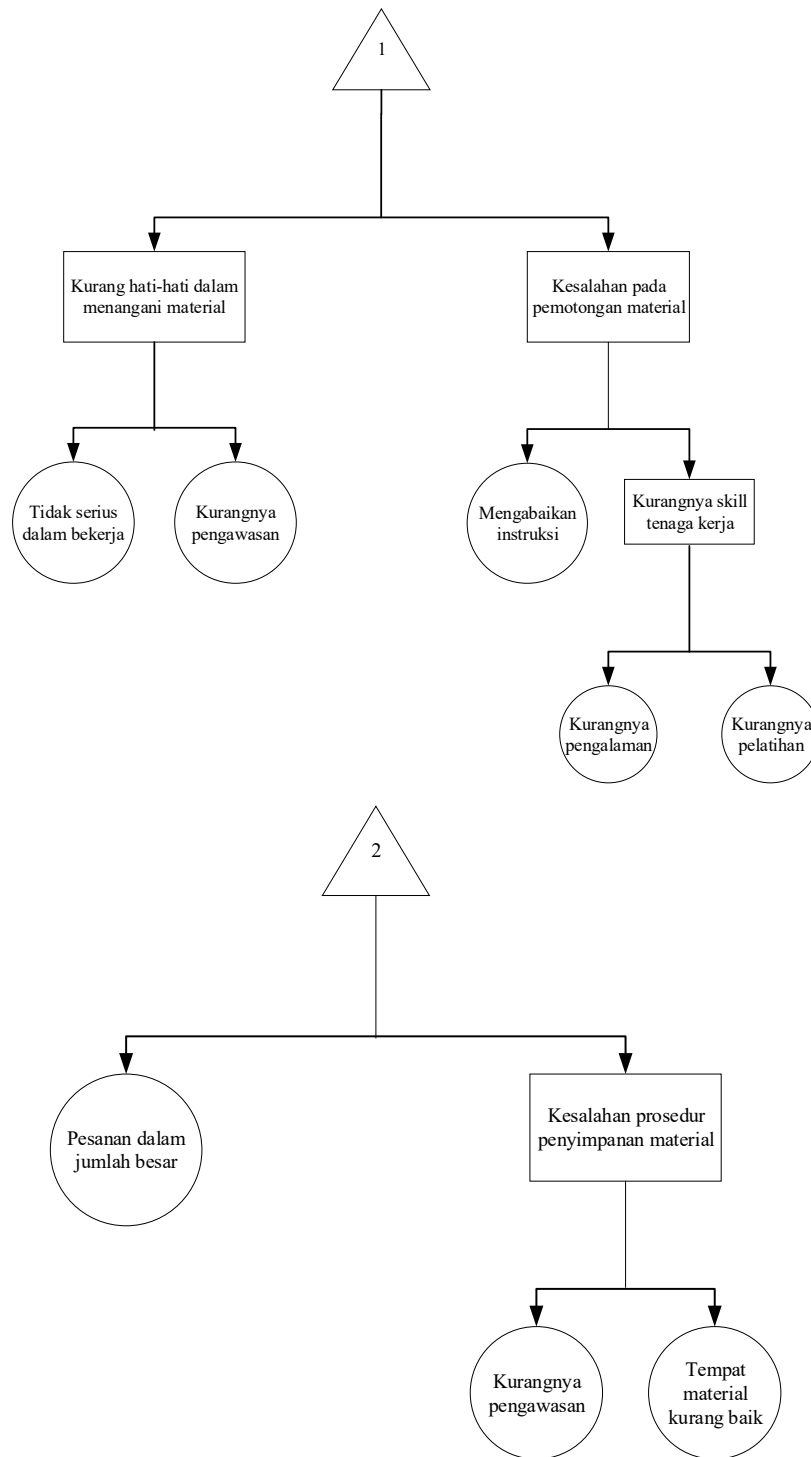 1
Kurang hati-hati dalam
menangani material
Kesalahan pada
pemotongan material
Tidak serius
dalam bekerja
Kurangnya
pengawasan
Mengabaikan
instruksi
Kurangnya skill
tenaga kerja
Kurangnya
pengalaman
Kurangnya
pelatihan
2
Pesanan dalam
jumlah besar
Kesalahan prosedur
penyimpanan material
Kurangnya
pengawasan
Tempat
material
kurang baik